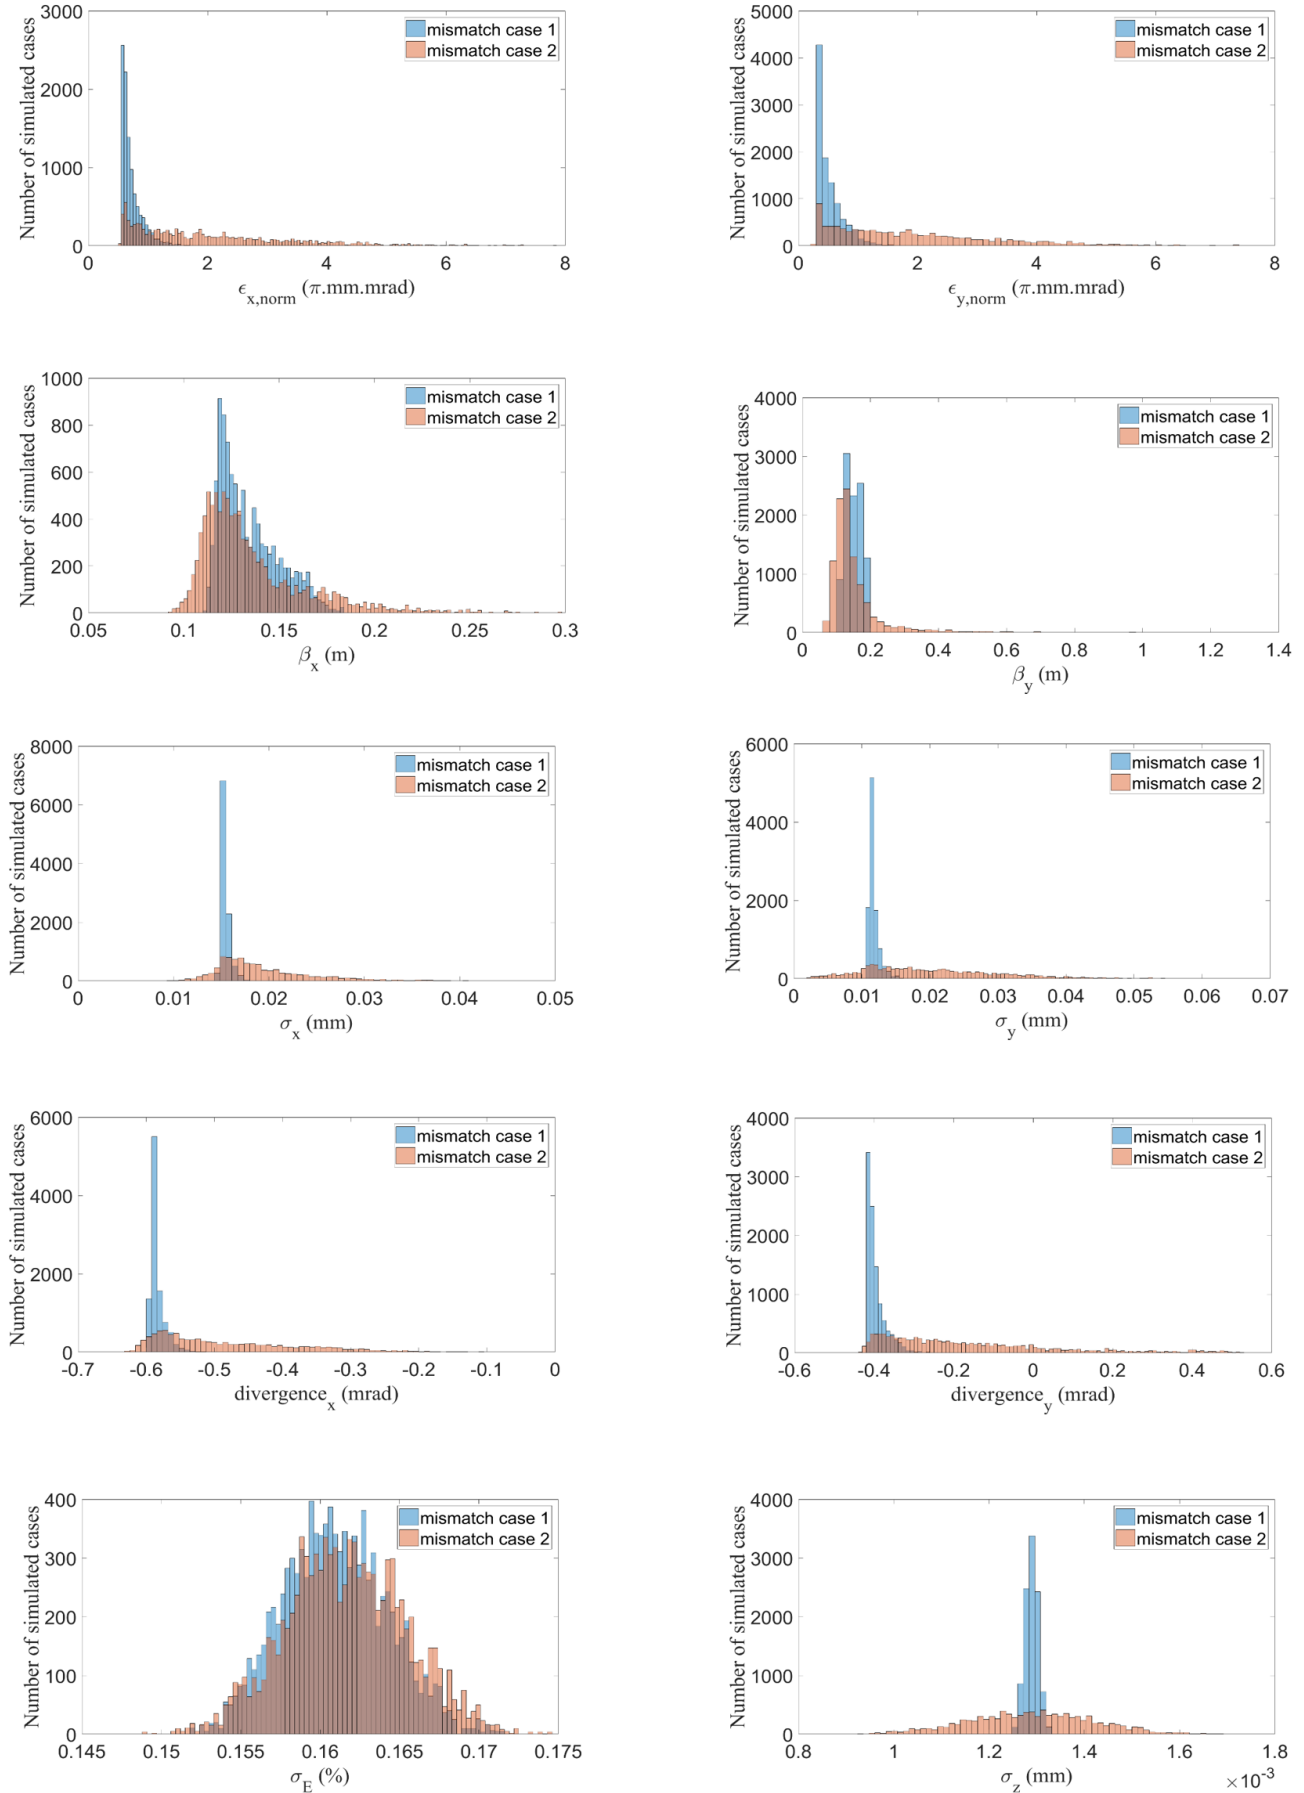 3000
2000
1000
0
Number of simulated cases
mismatch case 1
mismatch case 2
0 2 4 6 8
ϵx,norm (π.mm.mrad)
5000
4000
3000
2000
1000
0
Number of simulated cases
mismatch case 1
mismatch case 2
0 2 4 6 8
ϵy,norm (π.mm.mrad)
1000
800
600
400
200
0
Number of simulated cases
mismatch case 1
mismatch case 2
0.05 0.1 0.15 0.2 0.25 0.3
βx (m)
4000
3000
2000
1000
0
Number of simulated cases
mismatch case 1
mismatch case 2
0 0.2 0.4 0.6 0.8 1 1.2 1.4
βy (m)
8000
6000
4000
2000
0
Number of simulated cases
mismatch case 1
mismatch case 2
0 0.01 0.02 0.03 0.04 0.05
σx (mm)
6000
4000
2000
0
Number of simulated cases
mismatch case 1
mismatch case 2
0 0.01 0.02 0.03 0.04 0.05 0.06 0.07
σy (mm)
6000
4000
2000
0
Number of simulated cases
mismatch case 1
mismatch case 2
-0.7 -0.6 -0.5 -0.4 -0.3 -0.2 -0.1 0
divergencex (mrad)
4000
3000
2000
1000
0
Number of simulated cases
mismatch case 1
mismatch case 2
-0.6 -0.4 -0.2 0 0.2 0.4 0.6
divergencey (mrad)
400
300
200
100
0
Number of simulated cases
mismatch case 1
mismatch case 2
0.145 0.15 0.155 0.16 0.165 0.17 0.175
σE (%)
4000
3000
2000
1000
0
Number of simulated cases
mismatch case 1
mismatch case 2
0.8 1 1.2 1.4 1.6 1.8
σz (mm) ×10-3